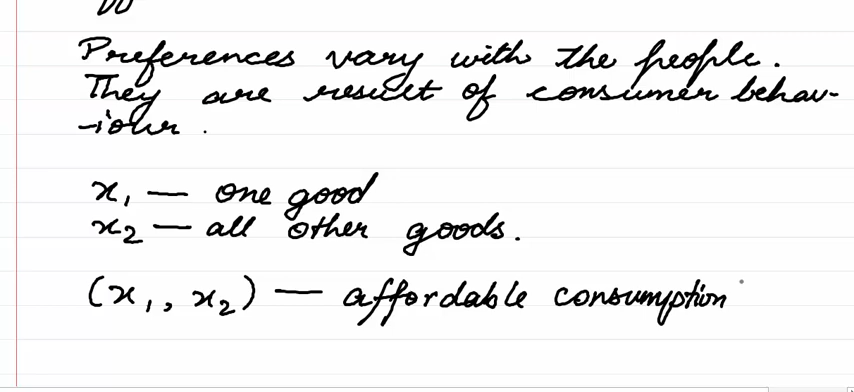 Preferences vary with the people.
They are result of consumer behav-
-iour.
x₁ — one good
x₂ — all other goods.
(x₁, x₂) — affordable consumption